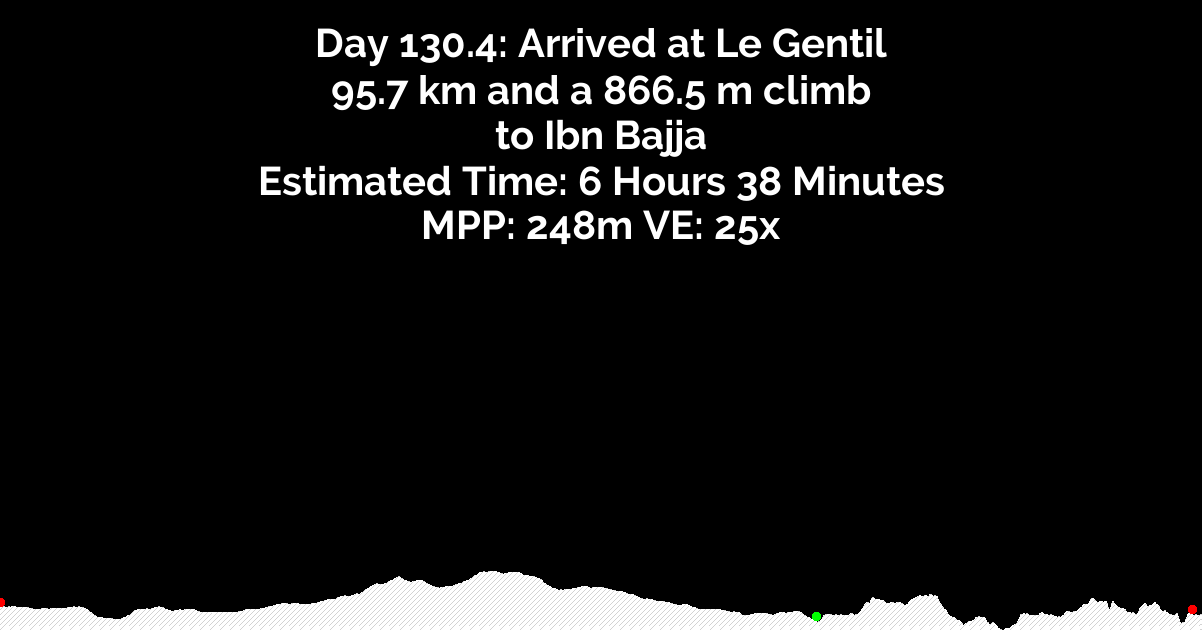 Day 130.4: Arrived at Le Gentil
95.7 km and a 866.5 m climb
to Ibn Bajja
Estimated Time: 6 Hours 38 Minutes
MPP: 248m VE: 25x